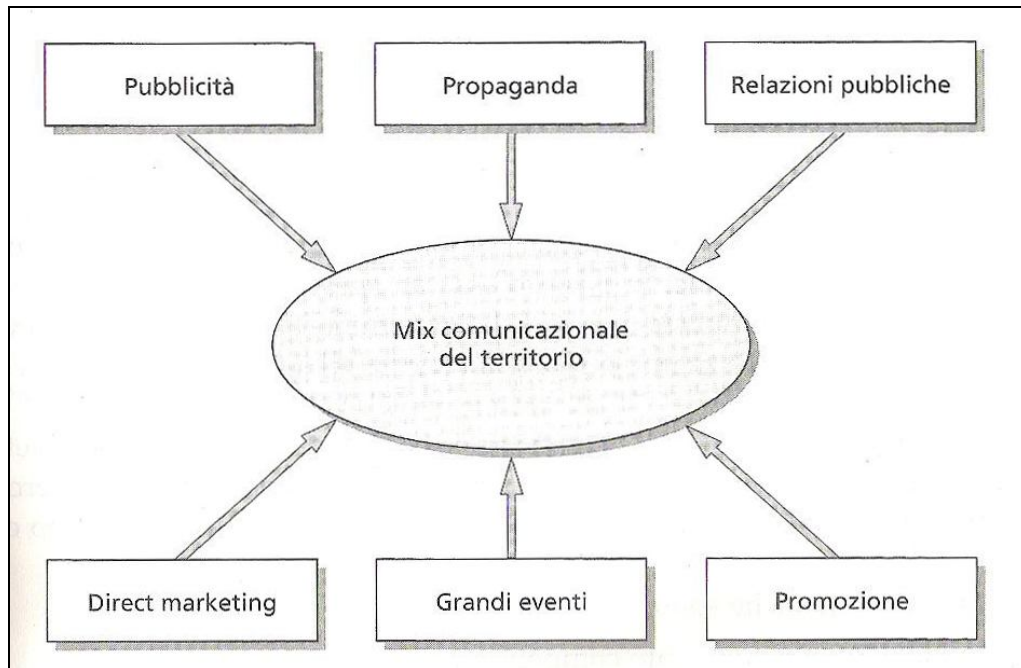 Pubblicità
Propaganda
Relazioni pubbliche
Mix comunicazionale
del territorio
Direct marketing
Grandi eventi
Promozione